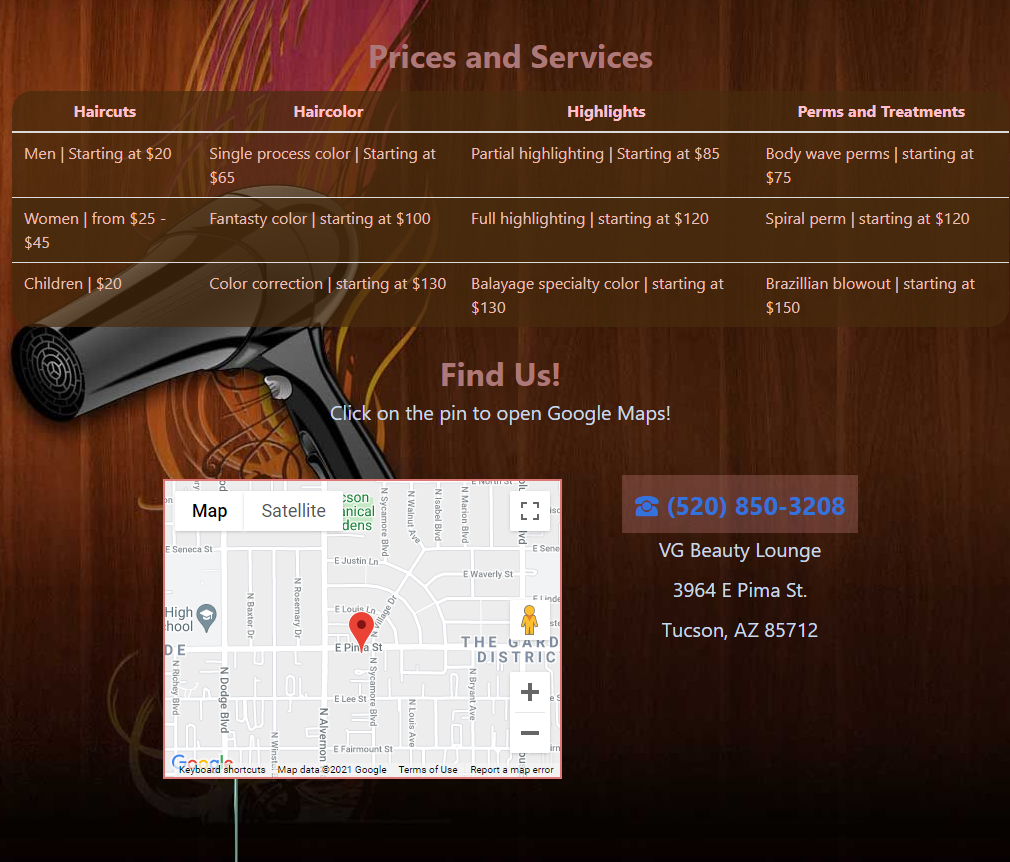 Prices and Services
Haircuts Haircolor Highlights Perms and Treatments
Men | Starting at $20 Single process color | Starting at Partial highlighting | Starting at $85 Body wave perms | starting at
$65 $75
Women | from $25 - Fantasty color | starting at $100 Full highlighting | starting at $120 Spiral perm | starting at $120
$45
Children | $20 Color correction | starting at $130 Balayage specialty color | starting at Brazillian blowout | starting at
$130 $150
Find Us!
Click on the pin to open Google Maps!
☎ (520) 850-3208
VG Beauty Lounge
3964 E Pima St.
Tucson, AZ 85712
Map Satellite
E Seneca St
E Justin Ln
E Waverly St
E Louis Ln
N Village Dr
High
E Pima St
THE GARD
DISTRIC
N Sycamore Blvd
N Walnut Ave
N Isabel Blvd
N Marion Blvd
N Baxter Dr
N Rosemary Dr
N Richey Blvd
N Dodge Blvd
N Alvernon
N Sycamore Blvd
N Louis Ave
N Bryant Ave
E Lee St
E Fairmount St
Google
Keyboard shortcuts Map data ©2021 Google Terms of Use Report a map error